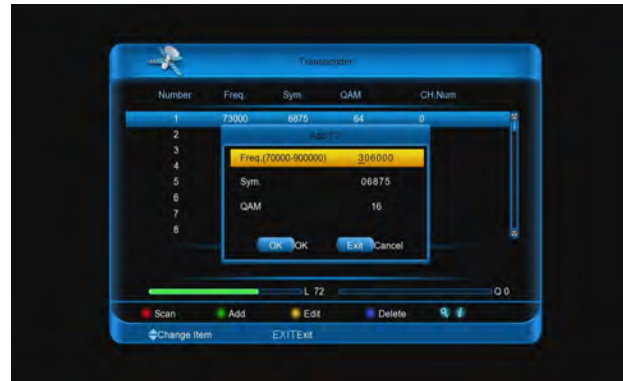 Transponder
Number Freq. Sym. QAM CH.Num
1 73000 6875 64 0
2
3
4
5
6
7
8
Add TP
Freq.(70000-900000) 306000
Sym. 06875
QAM 16
OK OK Exit Cancel
L 72 Q 0
Scan Add Edit Delete
Change Item EXIT Exit